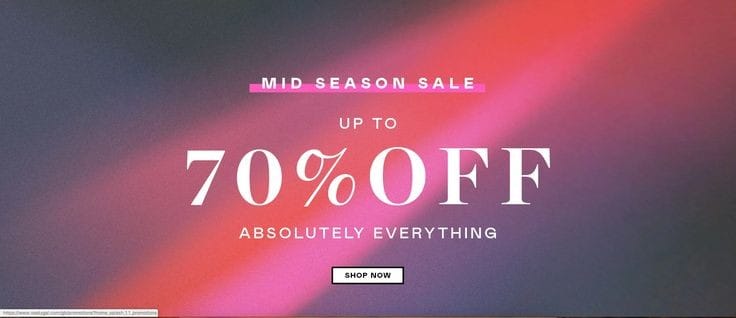 MID SEASON SALE
UP TO
70% OFF
ABSOLUTELY EVERYTHING
SHOP NOW